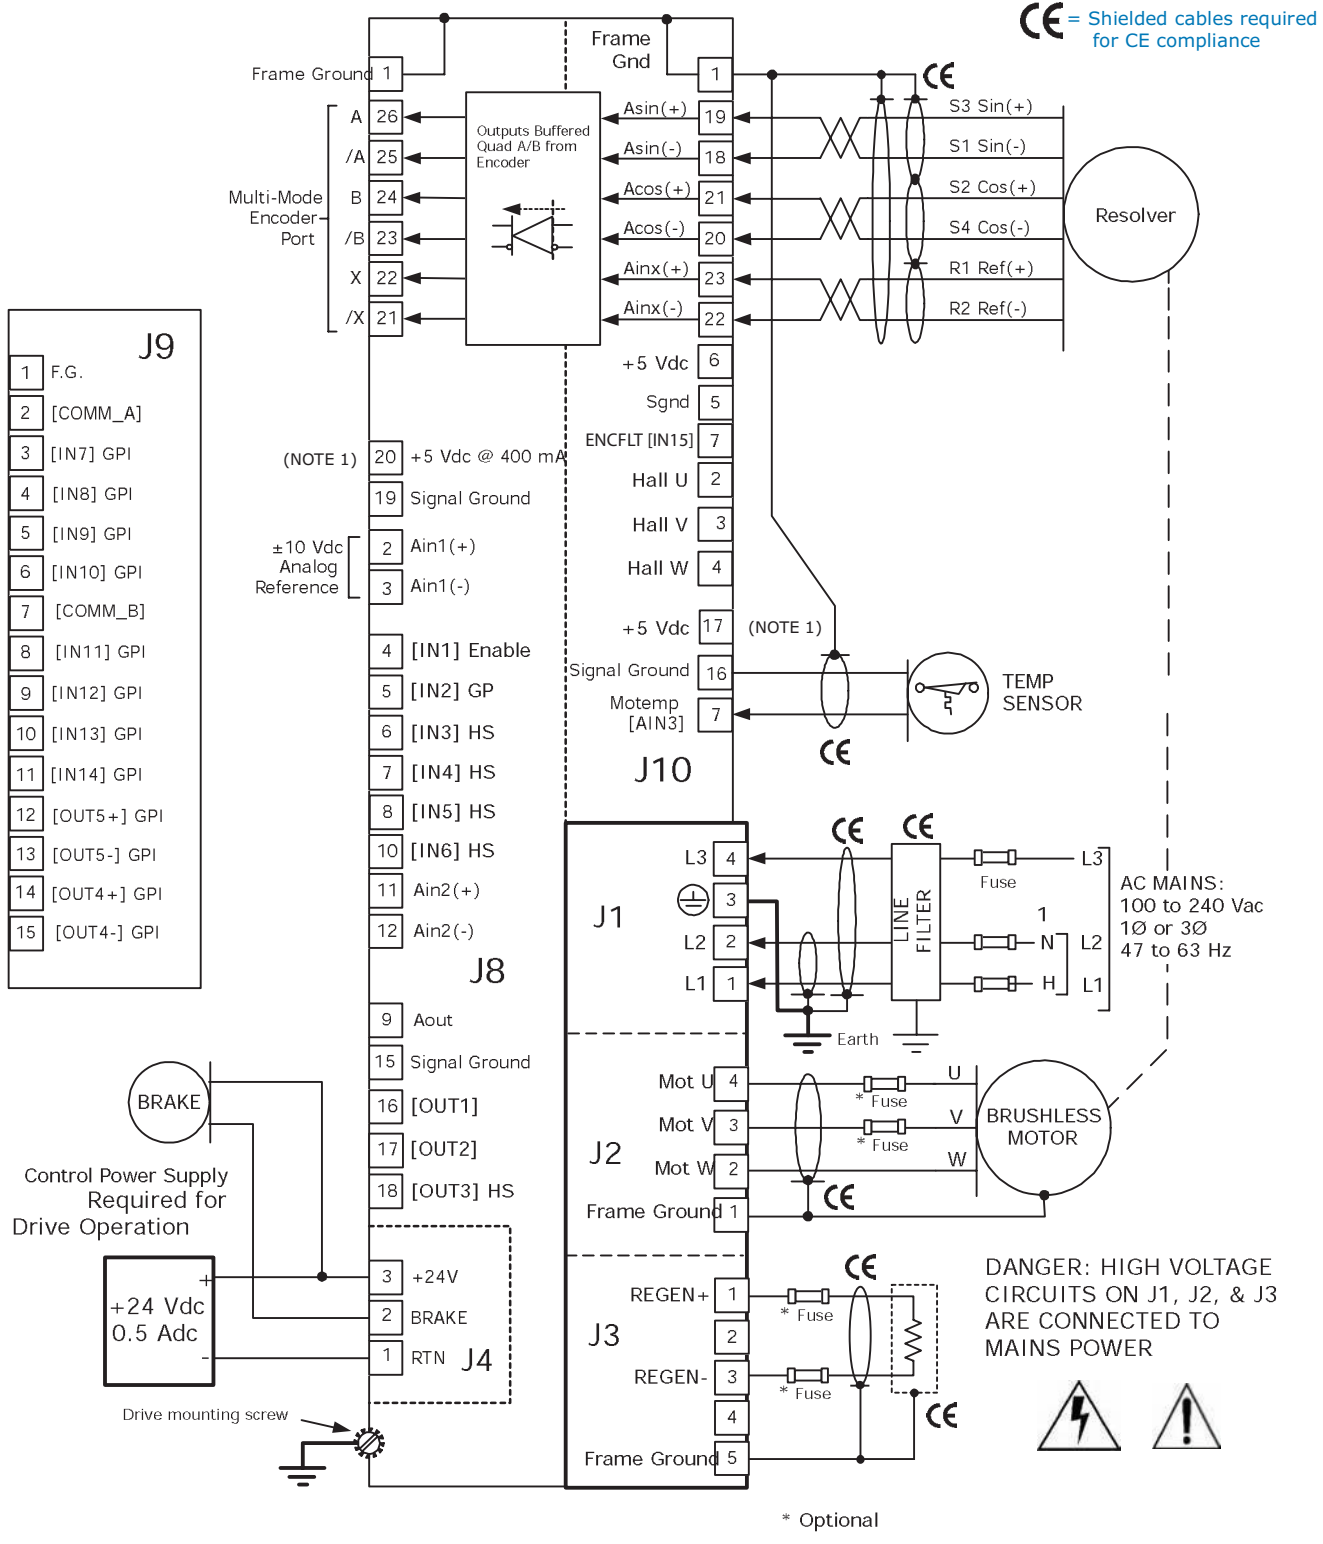 CE = Shielded cables required
for CE compliance
Frame Ground 1
A 26
/A 25
B 24
/B 23
X 22
/X 21
Multi-Mode
Encoder
Port
Outputs Buffered
Quad A/B from
Encoder
Frame
Gnd
1
Asin(+) 19
Asin(-) 18
Acos(+) 21
Acos(-) 20
Ainx(+) 23
Ainx(-) 22
CE
S3 Sin(+)
S1 Sin(-)
S2 Cos(+)
S4 Cos(-)
R1 Ref(+)
R2 Ref(-)
Resolver
J9
1 F.G.
2 [COMM_A]
3 [IN7] GPI
4 [IN8] GPI
5 [IN9] GPI
6 [IN10] GPI
7 [COMM_B]
8 [IN11] GPI
9 [IN12] GPI
10 [IN13] GPI
11 [IN14] GPI
12 [OUT5+] GPI
13 [OUT5-] GPI
14 [OUT4+] GPI
15 [OUT4-] GPI
(NOTE 1) 20 +5 Vdc @ 400 mA
19 Signal Ground
±10 Vdc
Analog
Reference
2 Ain1(+)
3 Ain1(-)
4 [IN1] Enable
5 [IN2] GP
6 [IN3] HS
7 [IN4] HS
8 [IN5] HS
10 [IN6] HS
11 Ain2(+)
12 Ain2(-)
J8
9 Aout
15 Signal Ground
16 [OUT1]
17 [OUT2]
18 [OUT3] HS
+5 Vdc 6
Sgnd 5
ENCFLT [IN15] 7
Hall U 2
Hall V 3
Hall W 4
+5 Vdc 17 (NOTE 1)
Signal Ground 16
Motemp
[AIN3]
7
J10
CE
TEMP
SENSOR
J1
L3 4
3
L2 2
L1 1
CE
CE
LINE
FILTER
Fuse
L3
1
N
L2
H
L1
AC MAINS:
100 to 240 Vac
1Ø or 3Ø
47 to 63 Hz
Earth
J2
Mot U 4
Mot V 3
Mot W 2
Frame Ground 1
* Fuse
* Fuse
U
V
W
CE
BRUSHLESS
MOTOR
BRAKE
Control Power Supply
Required for
Drive Operation
+
+24 Vdc
0.5 Adc
-
3 +24V
2 BRAKE
1 RTN
J4
Drive mounting screw
J3
REGEN+ 1
2
REGEN- 3
4
Frame Ground 5
CE
* Fuse
* Fuse
CE
DANGER: HIGH VOLTAGE
CIRCUITS ON J1, J2, & J3
ARE CONNECTED TO
MAINS POWER
* Optional